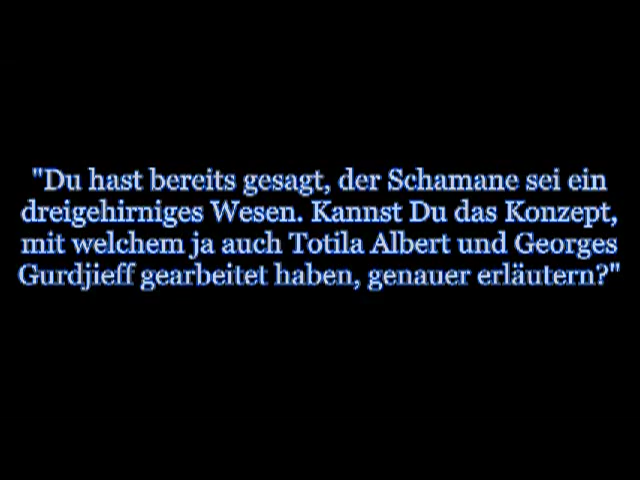 "Du hast bereits gesagt, der Schamane sei ein
dreigehirniges Wesen. Kannst Du das Konzept,
mit welchem ja auch Totila Albert und Georges
Gurdjieff gearbeitet haben, genauer erläutern?"